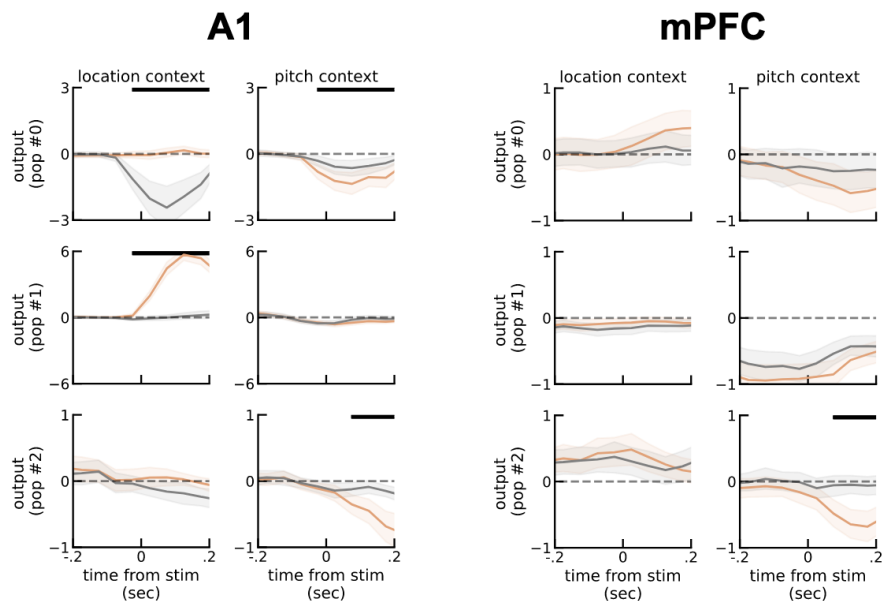 A1
mPFC
location context
pitch context
location context
pitch context
output
(pop #0)
3
0
−3
3
0
−3
output
(pop #0)
1
0
−1
1
0
−1
output
(pop #1)
6
0
−6
6
0
−6
output
(pop #1)
1
0
−1
1
0
−1
output
(pop #2)
1
0
−1
1
0
−1
output
(pop #2)
1
0
−1
1
0
−1
-.2 0 .2
-.2 0 .2
-.2 0 .2
-.2 0 .2
time from stim
(sec)
time from stim
(sec)
time from stim
(sec)
time from stim
(sec)